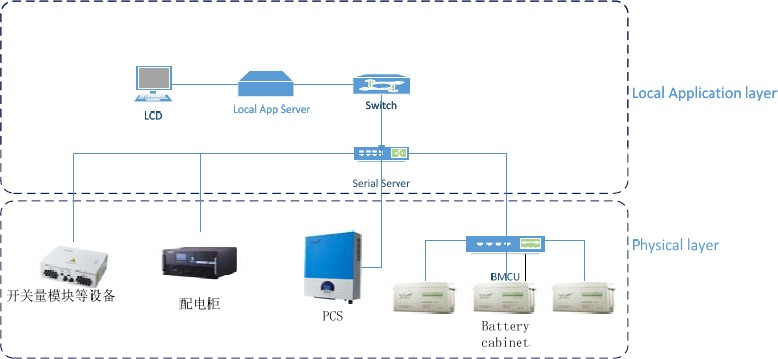 Local Application layer
LCD
Local App Server
Switch
Serial Server
Physical layer
BMCU
开关量模块等设备
配电柜
PCS
Battery
cabinet